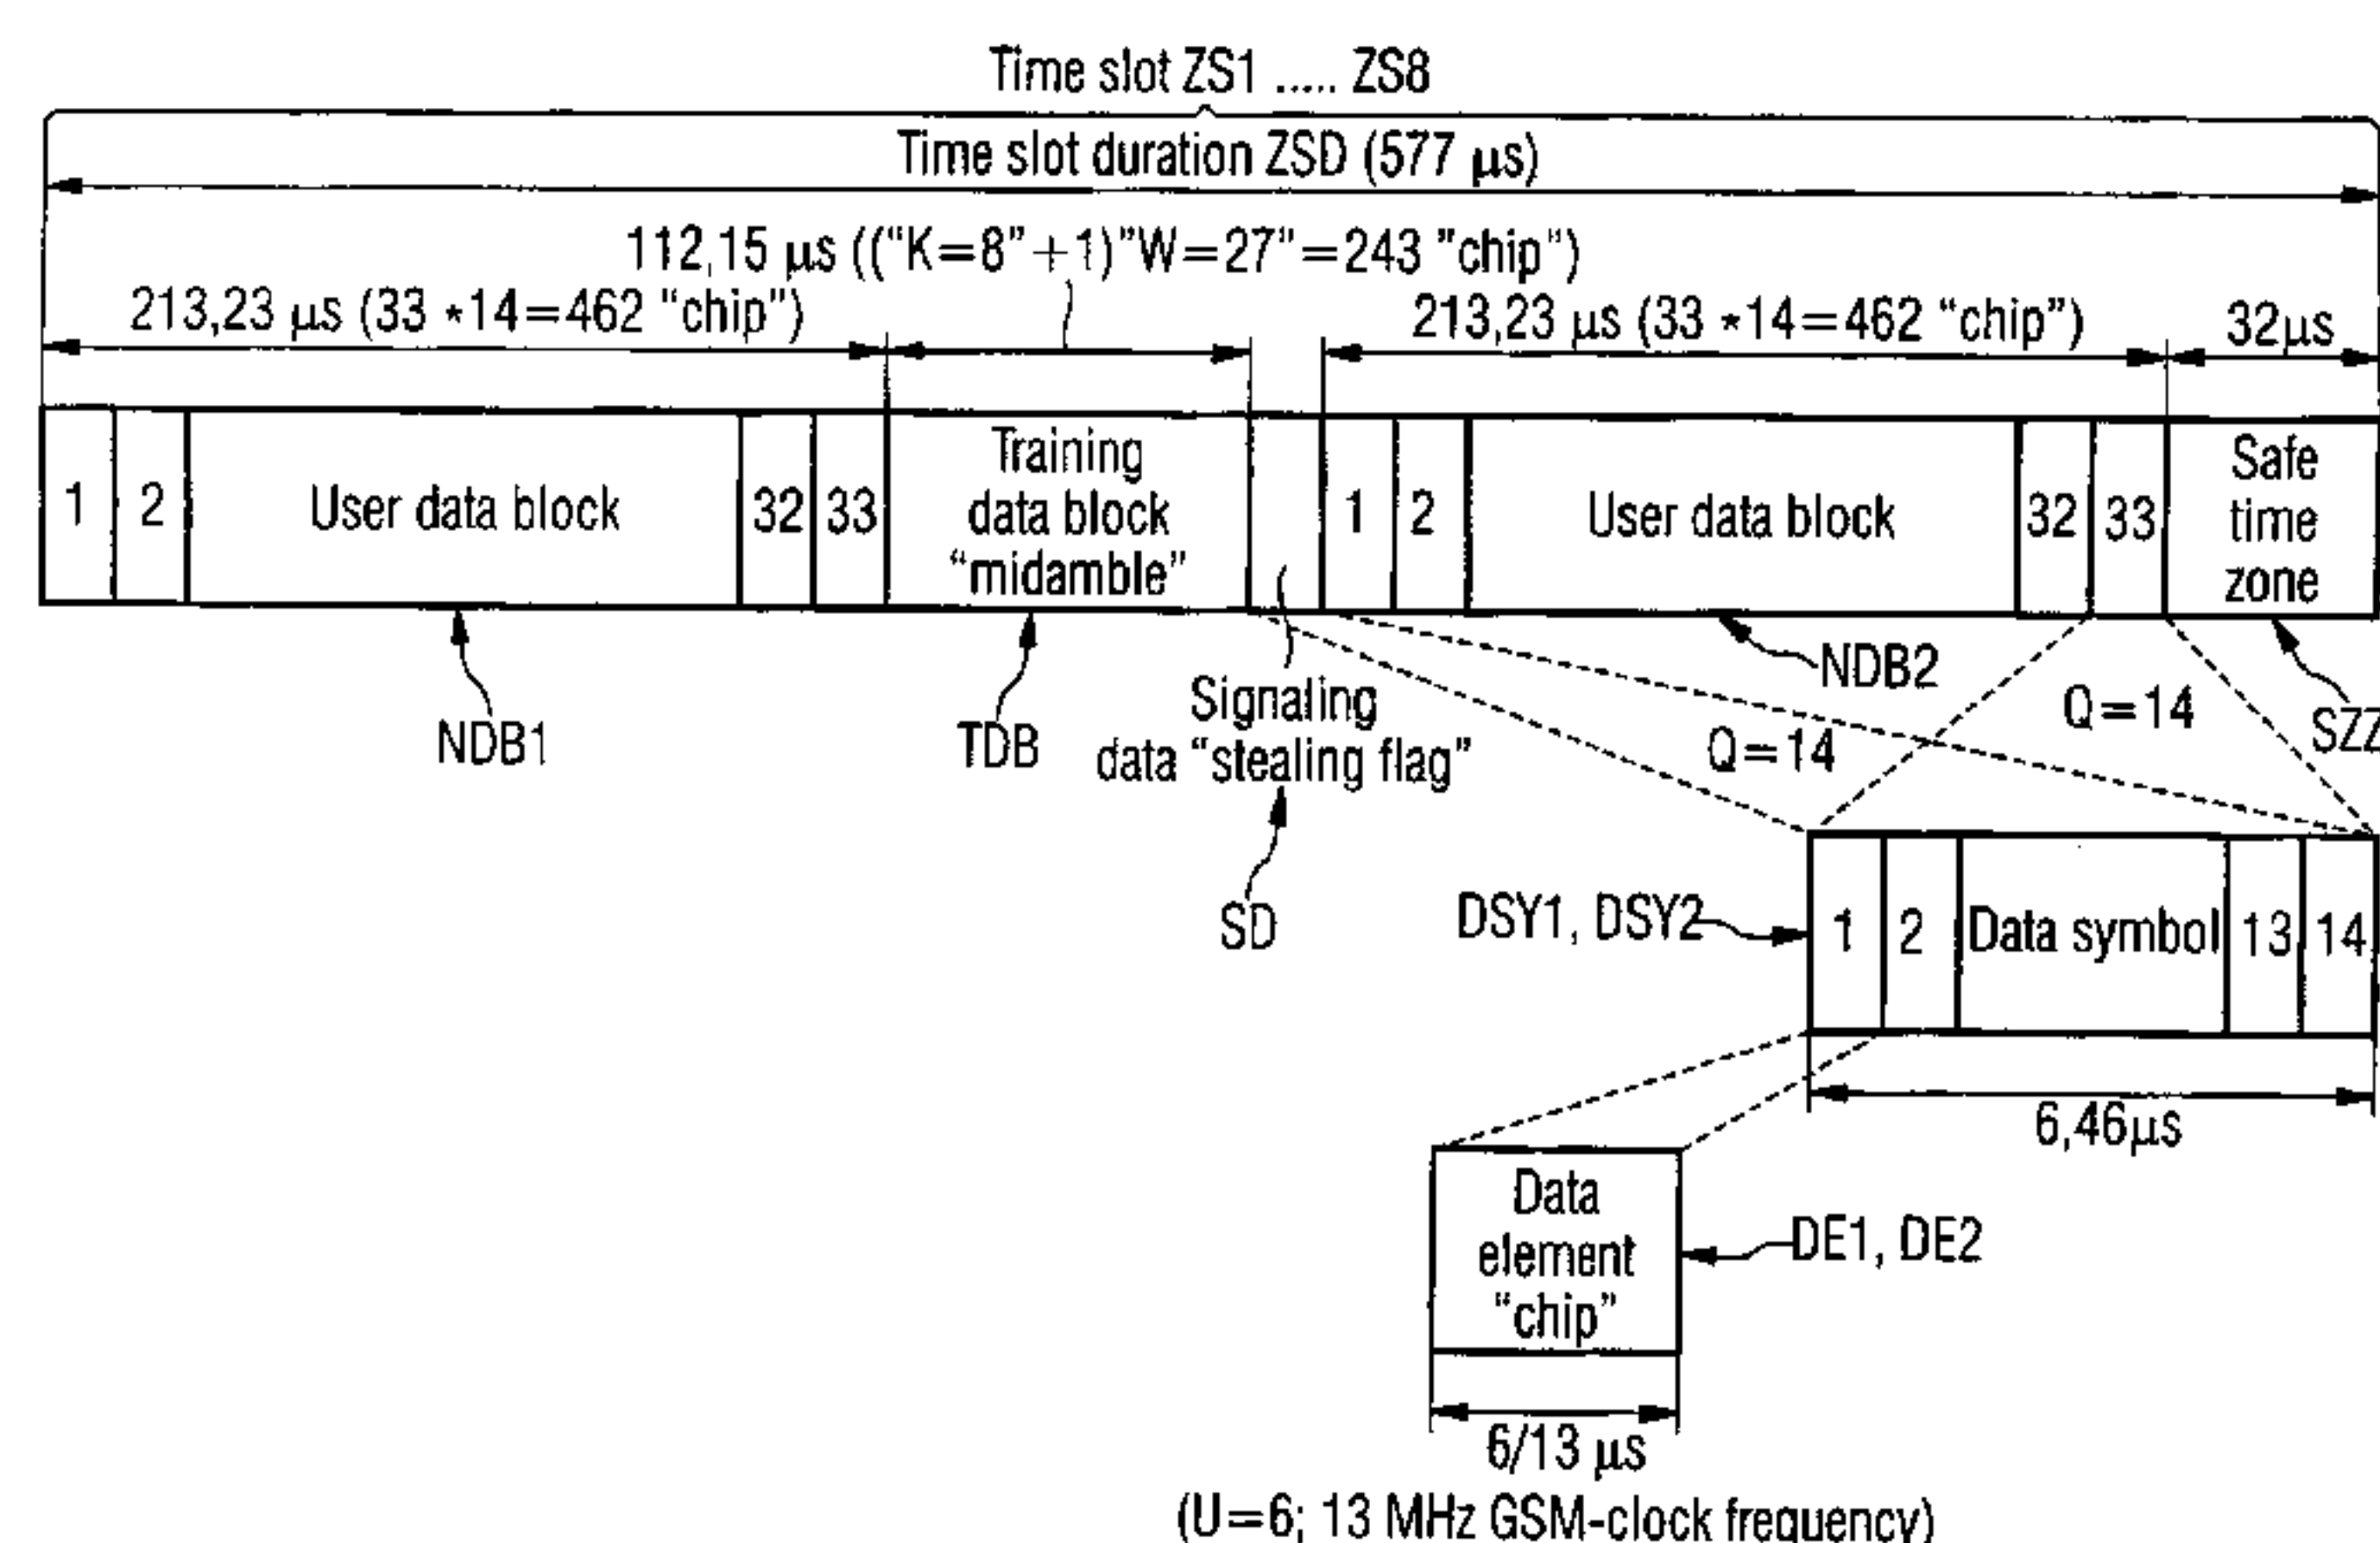 Time slot ZS1 ..... ZS8
Time slot duration ZSD (577 µs)
112,15 µs (("K=8"+1)"W=27"=243 "chip")
213,23 µs (33 *14=462 "chip")
213,23 µs (33 *14=462 "chip")
32µs
1
2
User data block
32
33
Training
data block
"midamble"
1
2
User data block
32
33
Safe
time
zone
NDB1
TDB
Signaling
data "stealing flag"
SD
NDB2
Q=14
Q=14
SZZ
DSY1, DSY2
1
2
Data symbol
13
14
6,46µs
Data
element
"chip"
DE1, DE2
6/13 µs
(U=6; 13 MHz GSM-clock frequency)